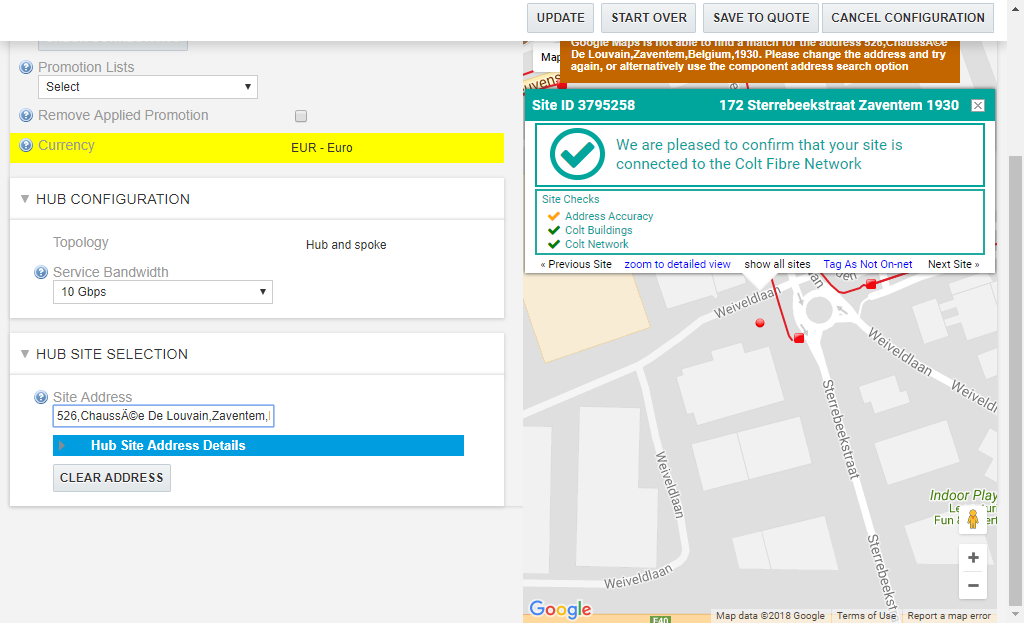 UPDATE
START OVER
SAVE TO QUOTE
CANCEL CONFIGURATION
Promotion Lists
Select
Remove Applied Promotion
Currency
EUR - Euro
HUB CONFIGURATION
Topology
Hub and spoke
Service Bandwidth
10 Gbps
HUB SITE SELECTION
Site Address
526,ChaussÃ©e De Louvain,Zaventem,
Hub Site Address Details
CLEAR ADDRESS
Map
Google Maps is not able to find a match for the address 526,ChaussÃ©e
De Louvain,Zaventem,Belgium,1930. Please change the address and try
again, or alternatively use the component address search option
Site ID 3795258
172 Sterrebeekstraat Zaventem 1930
We are pleased to confirm that your site is
connected to the Colt Fibre Network
Site Checks
Address Accuracy
Colt Buildings
Colt Network
« Previous Site
zoom to detailed view
show all sites
Tag As Not On-net
Next Site »
Weiveldlaan
Weiveldlaan
Weiveldlaan
Weiveldlaan
Sterrebeekstraat
Weiveld
Sterrebeekst
Indoor Play
Fun &
E40
Google
Map data ©2018 Google
Terms of Use
Report a map error